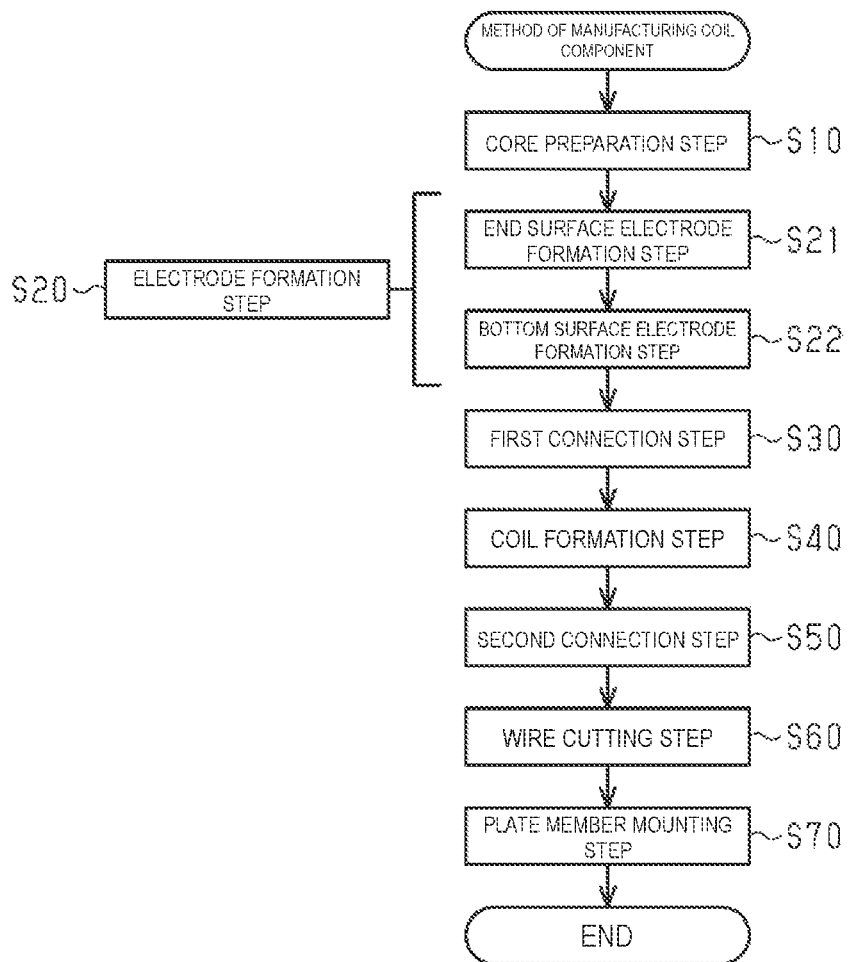 METHOD OF MANUFACTURING COIL
COMPONENT
CORE PREPARATION STEP
S10
END SURFACE ELECTRODE
FORMATION STEP
S21
S20
ELECTRODE FORMATION
STEP
BOTTOM SURFACE ELECTRODE
FORMATION STEP
S22
FIRST CONNECTION STEP
S30
COIL FORMATION STEP
S40
SECOND CONNECTION STEP
S50
WIRE CUTTING STEP
S60
PLATE MEMBER MOUNTING
STEP
S70
END